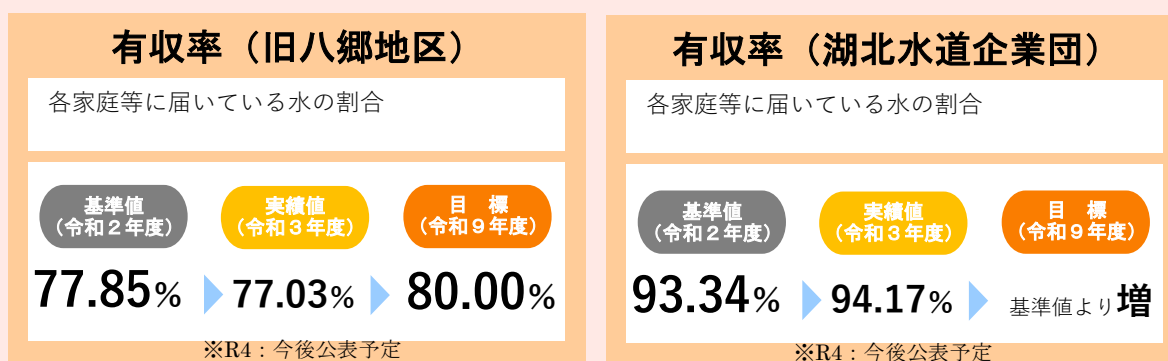 有収率（旧八郷地区）
各家庭等に届いている水の割合
基準値
（令和２年度）
実績値
（令和３年度）
目　標
（令和９年度）
77.85%
77.03%
80.00%
※R4：今後公表予定
有収率（湖北水道企業団）
各家庭等に届いている水の割合
基準値
（令和２年度）
実績値
（令和３年度）
目　標
（令和９年度）
93.34%
94.17%
基準値より増
※R4：今後公表予定